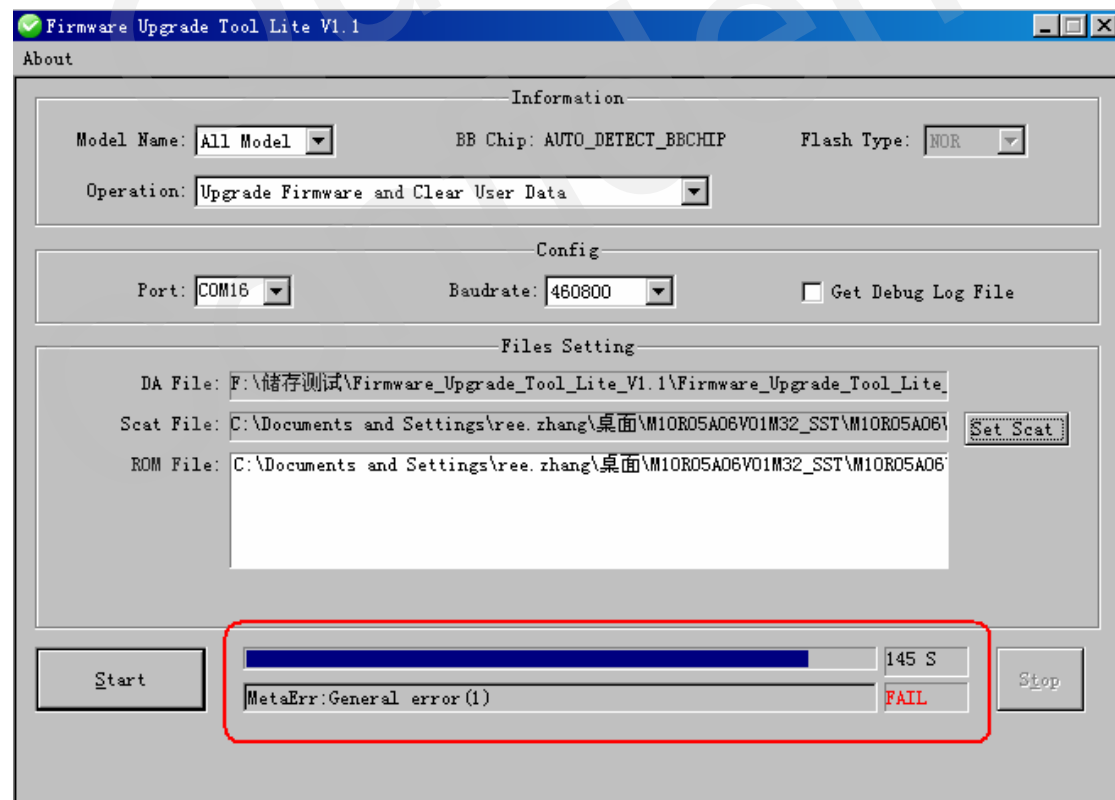 Firmware Upgrade Tool Lite V1.1
About
Information
Model Name: All Model BB Chip: AUTO_DETECT_BBCHIP Flash Type: NOR
Operation: Upgrade Firmware and Clear User Data
Config
Port: COM16 Baudrate: 460800 Get Debug Log File
Files Setting
DA File: F:\储存测试\Firmware_Upgrade_Tool_Lite_V1.1\Firmware_Upgrade_Tool_Lite_
Scat File: C:\Documents and Settings\ree.zhang\桌面\M10R05A06V01M32_SST\M10R05A06\ Set Scat
ROM File: C:\Documents and Settings\ree.zhang\桌面\M10R05A06V01M32_SST\M10R05A06
145 S
Start Stop
MetaErr:General error(1) FAIL